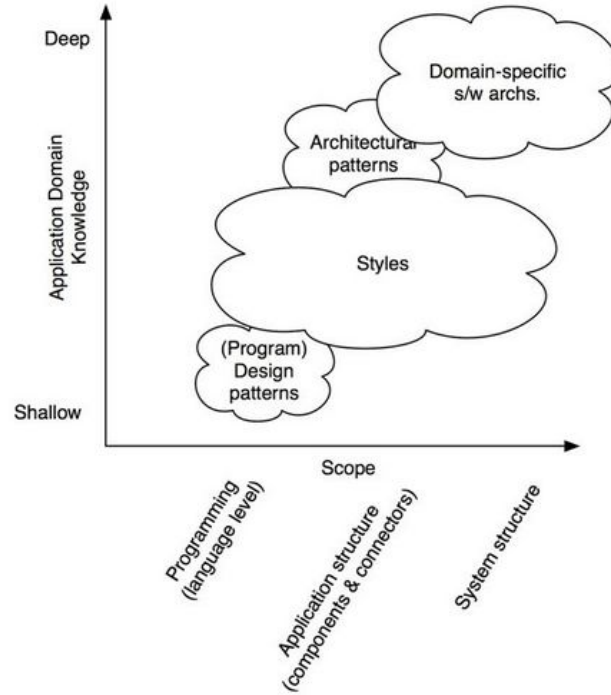 Deep
Domain-specific
s/w archs.
Architectural
patterns
Application Domain
Knowledge
Styles
(Program)
Design
patterns
Shallow
Scope
Programming
(language level)
Application structure
(components & connectors)
System structure